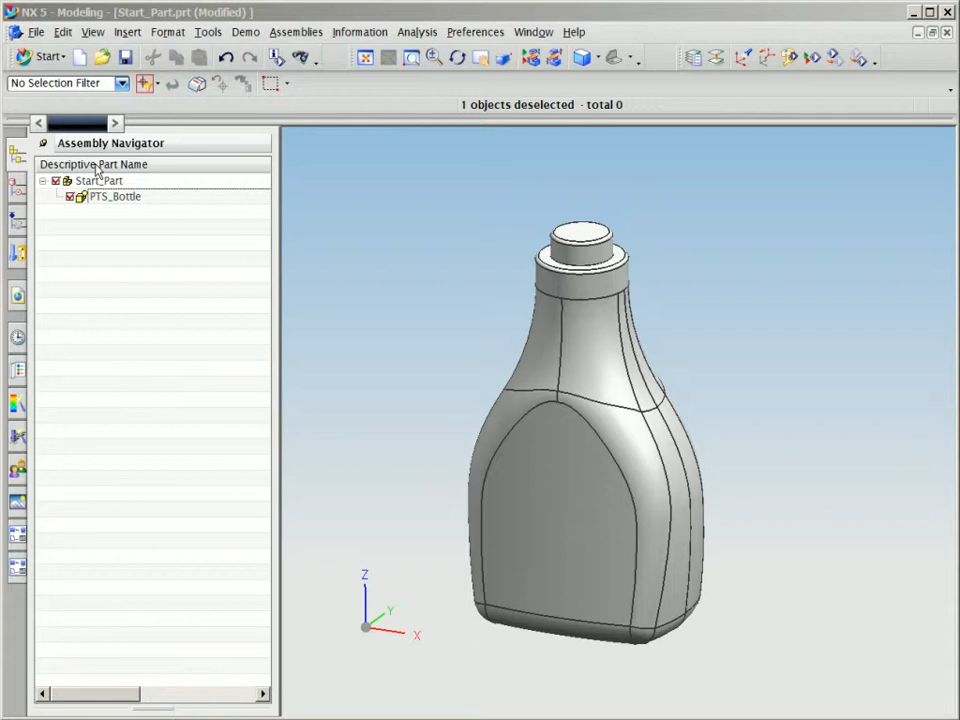 NX 5 - Modeling - [Start_Part.prt (Modified) ]
File Edit View Insert Format Tools Demo Assemblies Information Analysis Preferences Window Help
Start
No Selection Filter
1 objects deselected - total 0
Assembly Navigator
Descriptive Part Name
Start_Part
PTS_Bottle
Z
Y
X